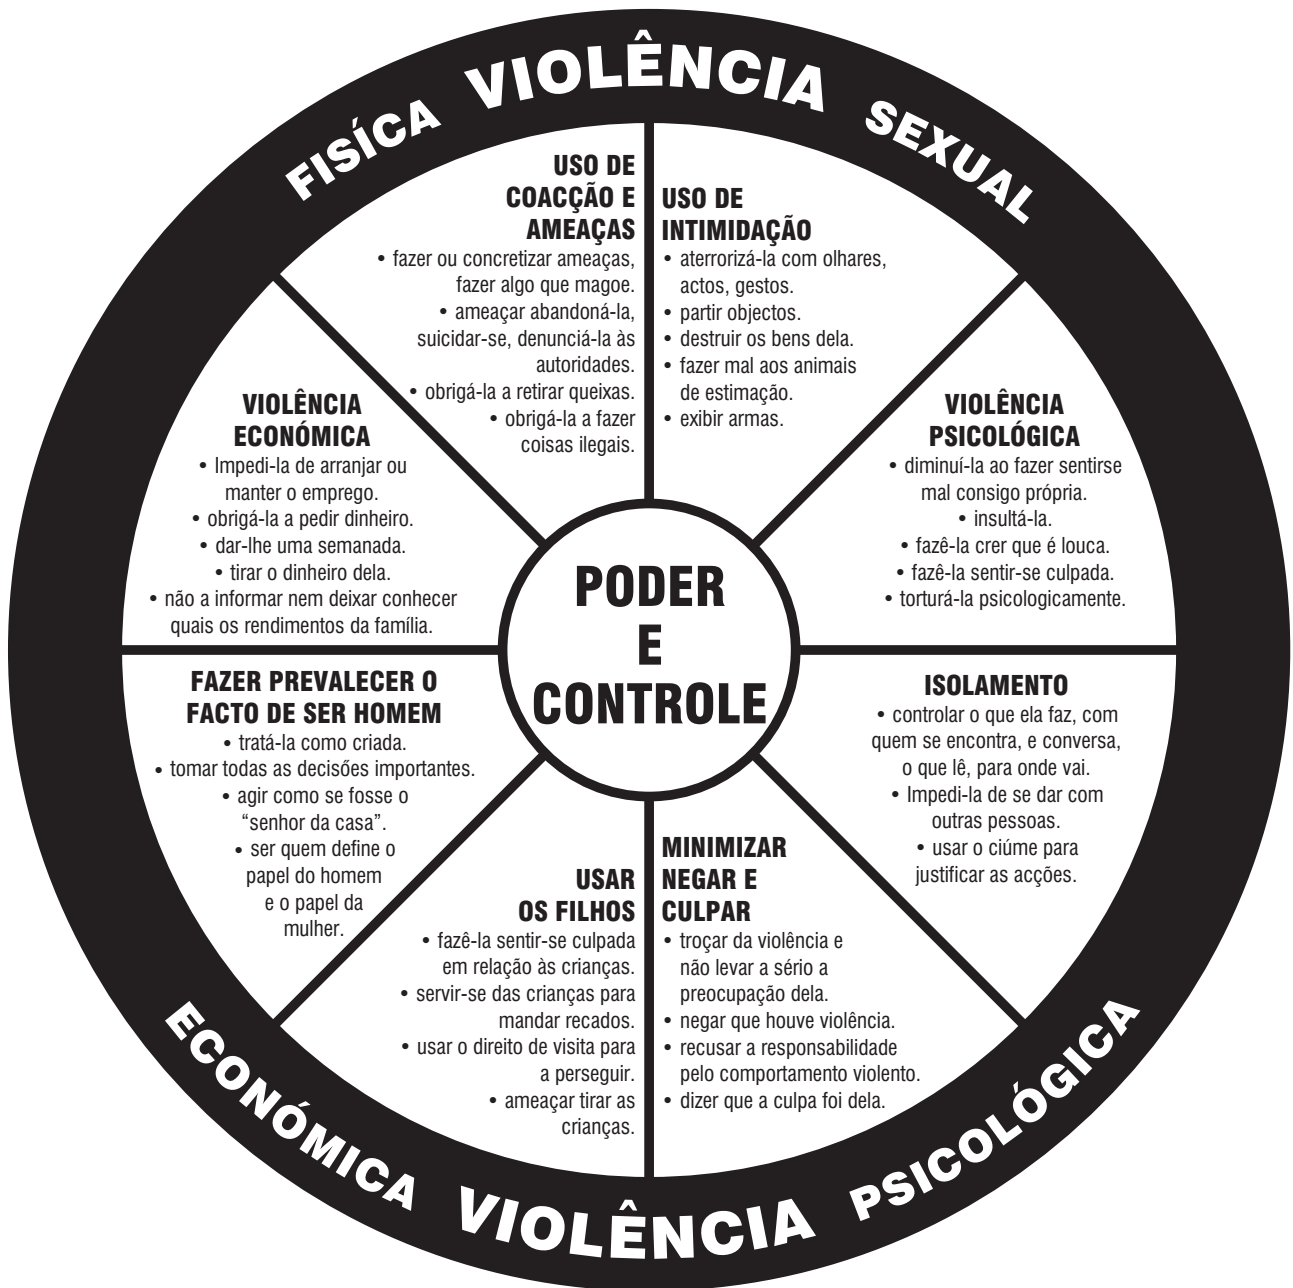 FISÍCA VIOLÊNCIA SEXUAL
USO DE
COACÇÃO E
AMEAÇAS
• fazer ou concretizar ameaças,
fazer algo que magoe.
• ameaçar abandoná-la,
suicidar-se, denunciá-la às
autoridades.
• obrigá-la a retirar queixas.
• obrigá-la a fazer
coisas ilegais.
USO DE
INTIMIDAÇÃO
• aterrorizá-la com olhares,
actos, gestos.
• partir objectos.
• destruir os bens dela.
• fazer mal aos animais
de estimação.
• exibir armas.
VIOLÊNCIA
PSICOLÓGICA
• diminuí-la ao fazer sentirse
mal consigo própria.
• insultá-la.
• fazê-la crer que é louca.
• fazê-la sentir-se culpada.
• torturá-la psicologicamente.
ISOLAMENTO
• controlar o que ela faz, com
quem se encontra, e conversa,
o que lê, para onde vai.
• Impedi-la de se dar com
outras pessoas.
• usar o ciúme para
justificar as acções.
MINIMIZAR
NEGAR E
CULPAR
• troçar da violência e
não levar a sério a
preocupação dela.
• negar que houve violência.
• recusar a responsabilidade
pelo comportamento violento.
• dizer que a culpa foi dela.
USAR
OS FILHOS
• fazê-la sentir-se culpada
em relação às crianças.
• servir-se das crianças para
mandar recados.
• usar o direito de visita para
a perseguir.
• ameaçar tirar as
crianças.
FAZER PREVALECER O
FACTO DE SER HOMEM
• tratá-la como criada.
• tomar todas as decisões importantes.
• agir como se fosse o
“senhor da casa”.
• ser quem define o
papel do homem
e o papel da
mulher.
VIOLÊNCIA
ECONÓMICA
• Impedi-la de arranjar ou
manter o emprego.
• obrigá-la a pedir dinheiro.
• dar-lhe uma semanada.
• tirar o dinheiro dela.
• não a informar nem deixar conhecer
quais os rendimentos da família.
PODER
E
CONTROLE
ECONÓMICA VIOLÊNCIA PSICOLÓGICA